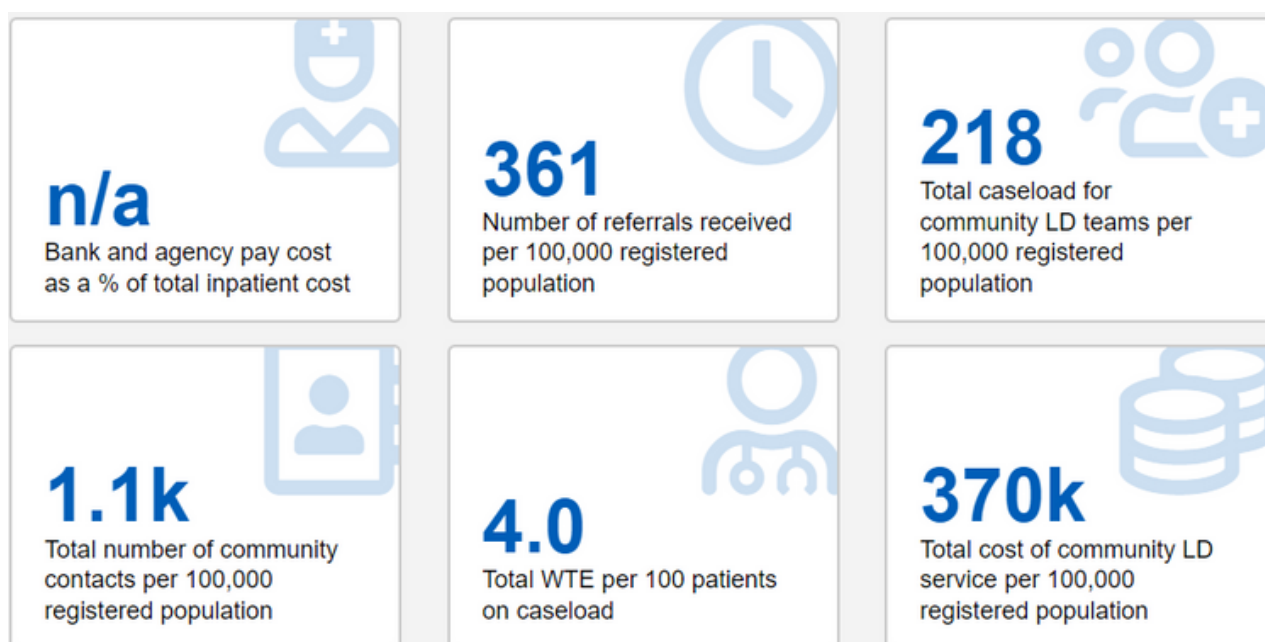 n/a
Bank and agency pay cost
as a % of total inpatient cost
361
Number of referrals received
per 100,000 registered
population
218
Total caseload for
community LD teams per
100,000 registered
population
1.1k
Total number of community
contacts per 100,000
registered population
4.0
Total WTE per 100 patients
on caseload
370k
Total cost of community LD
service per 100,000
registered population